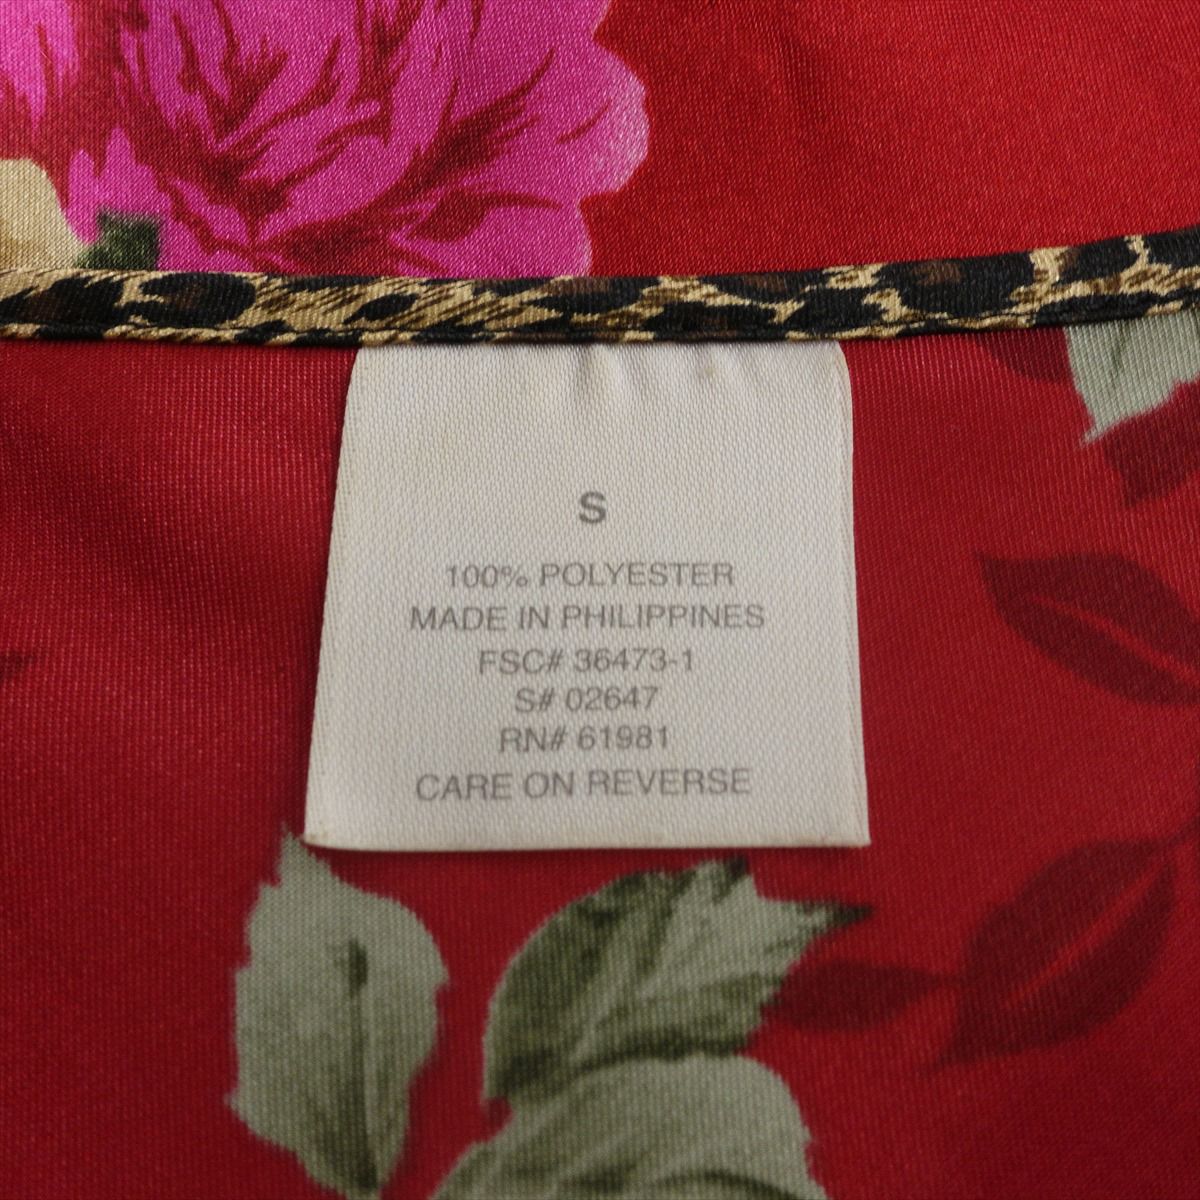 S
100% POLYESTER
MADE IN PHILIPPINES
FSC# 36473-1
S# 02647
RN# 61981
CARE ON REVERSE